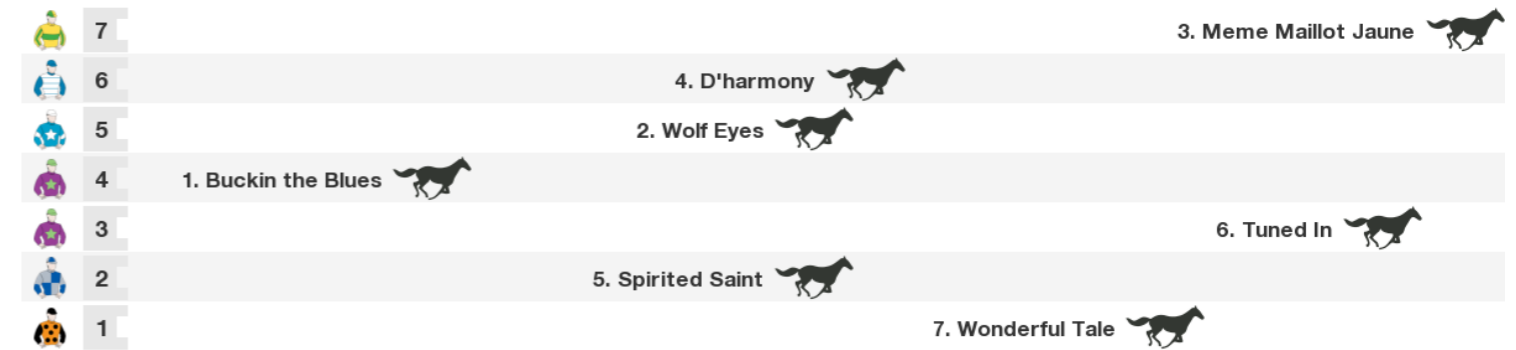 7 3. Meme Maillot Jaune
6 4. D'harmony
5 2. Wolf Eyes
4 1. Buckin the Blues
3 6. Tuned In
2 5. Spirited Saint
1 7. Wonderful Tale